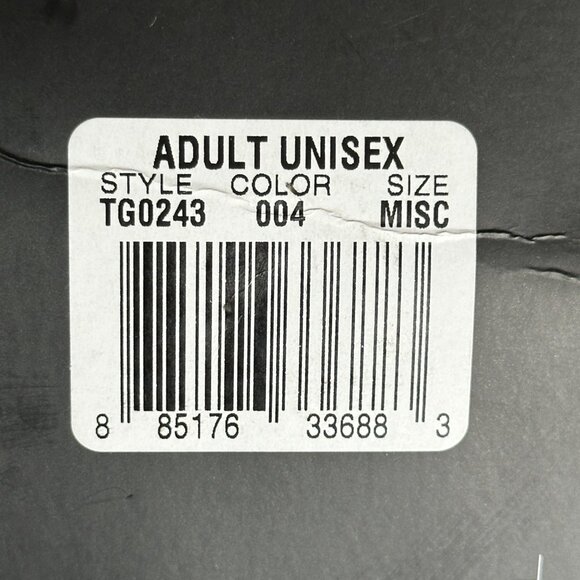 ADULT UNISEX
STYLE COLOR SIZE
TG0243 004 MISC
8 85176 33688 3